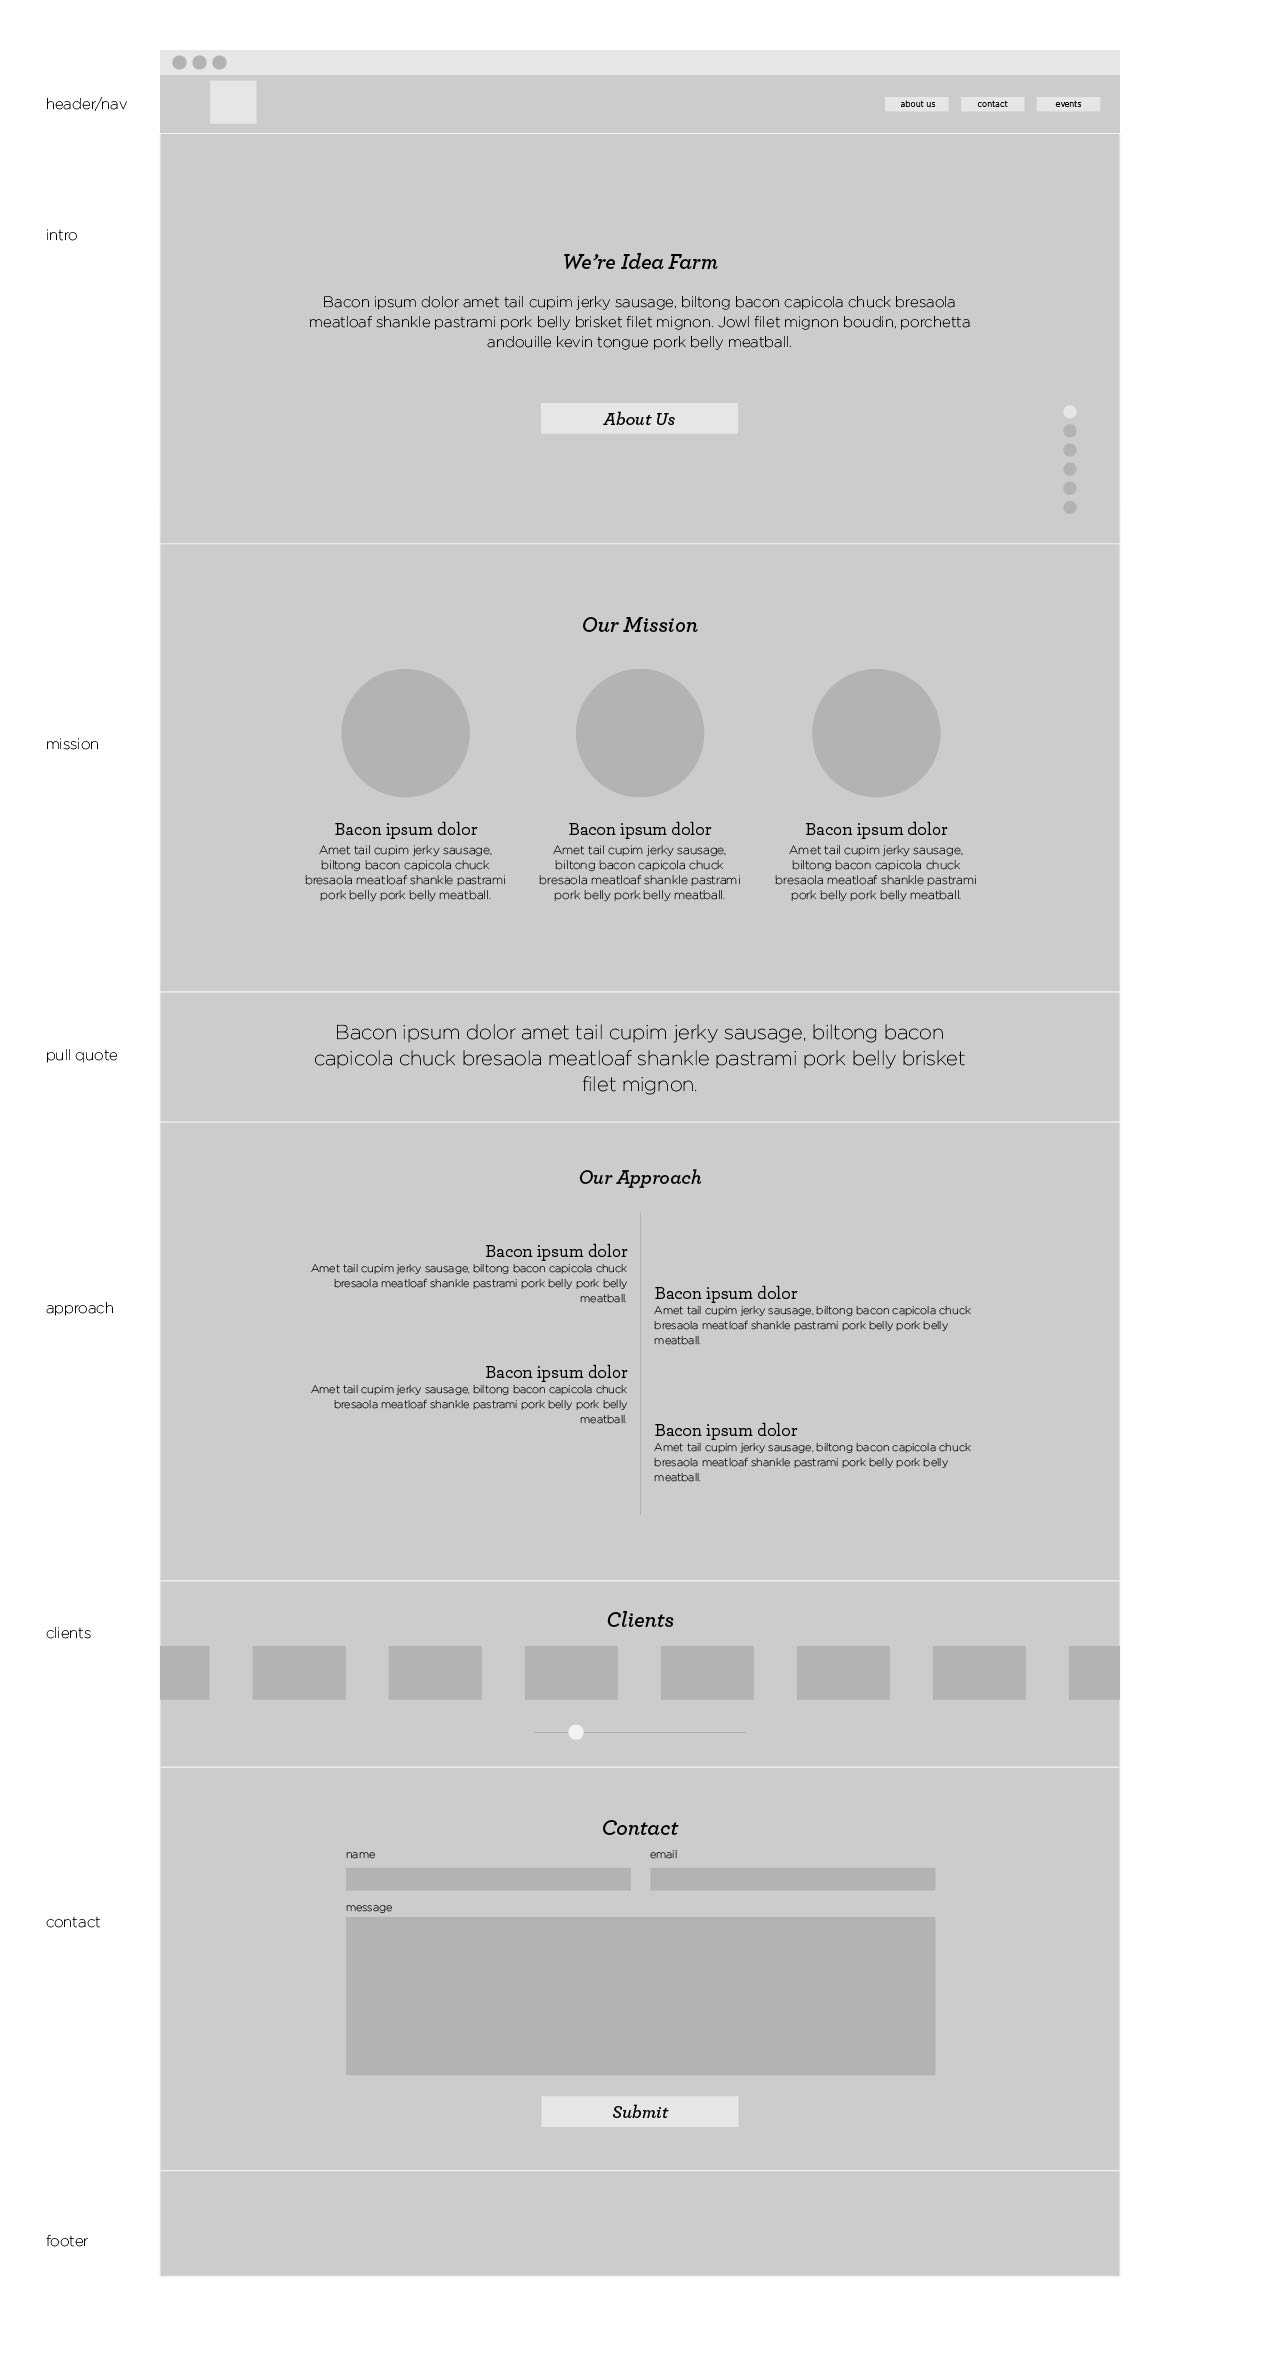 header/nav
about us
contact
events
intro
We’re Idea Farm
Bacon ipsum dolor amet tail cupim jerky sausage, biltong bacon capicola chuck bresaola
meatloaf shankle pastrami pork belly brisket filet mignon. Jowl filet mignon boudin, porchetta
andouille kevin tongue pork belly meatball.
About Us
Our Mission
mission
Bacon ipsum dolor
Amet tail cupim jerky sausage,
biltong bacon capicola chuck
bresaola meatloaf shankle pastrami
pork belly pork belly meatball.
Bacon ipsum dolor
Amet tail cupim jerky sausage,
biltong bacon capicola chuck
bresaola meatloaf shankle pastrami
pork belly pork belly meatball.
Bacon ipsum dolor
Amet tail cupim jerky sausage,
biltong bacon capicola chuck
bresaola meatloaf shankle pastrami
pork belly pork belly meatball.
pull quote
Bacon ipsum dolor amet tail cupim jerky sausage, biltong bacon
capicola chuck bresaola meatloaf shankle pastrami pork belly brisket
filet mignon.
Our Approach
approach
Bacon ipsum dolor
Amet tail cupim jerky sausage, biltong bacon capicola chuck
bresaola meatloaf shankle pastrami pork belly pork belly
meatball.
Bacon ipsum dolor
Amet tail cupim jerky sausage, biltong bacon capicola chuck
bresaola meatloaf shankle pastrami pork belly pork belly
meatball.
Bacon ipsum dolor
Amet tail cupim jerky sausage, biltong bacon capicola chuck
bresaola meatloaf shankle pastrami pork belly pork belly
meatball.
Bacon ipsum dolor
Amet tail cupim jerky sausage, biltong bacon capicola chuck
bresaola meatloaf shankle pastrami pork belly pork belly
meatball.
clients
Clients
Contact
name
email
message
contact
Submit
footer